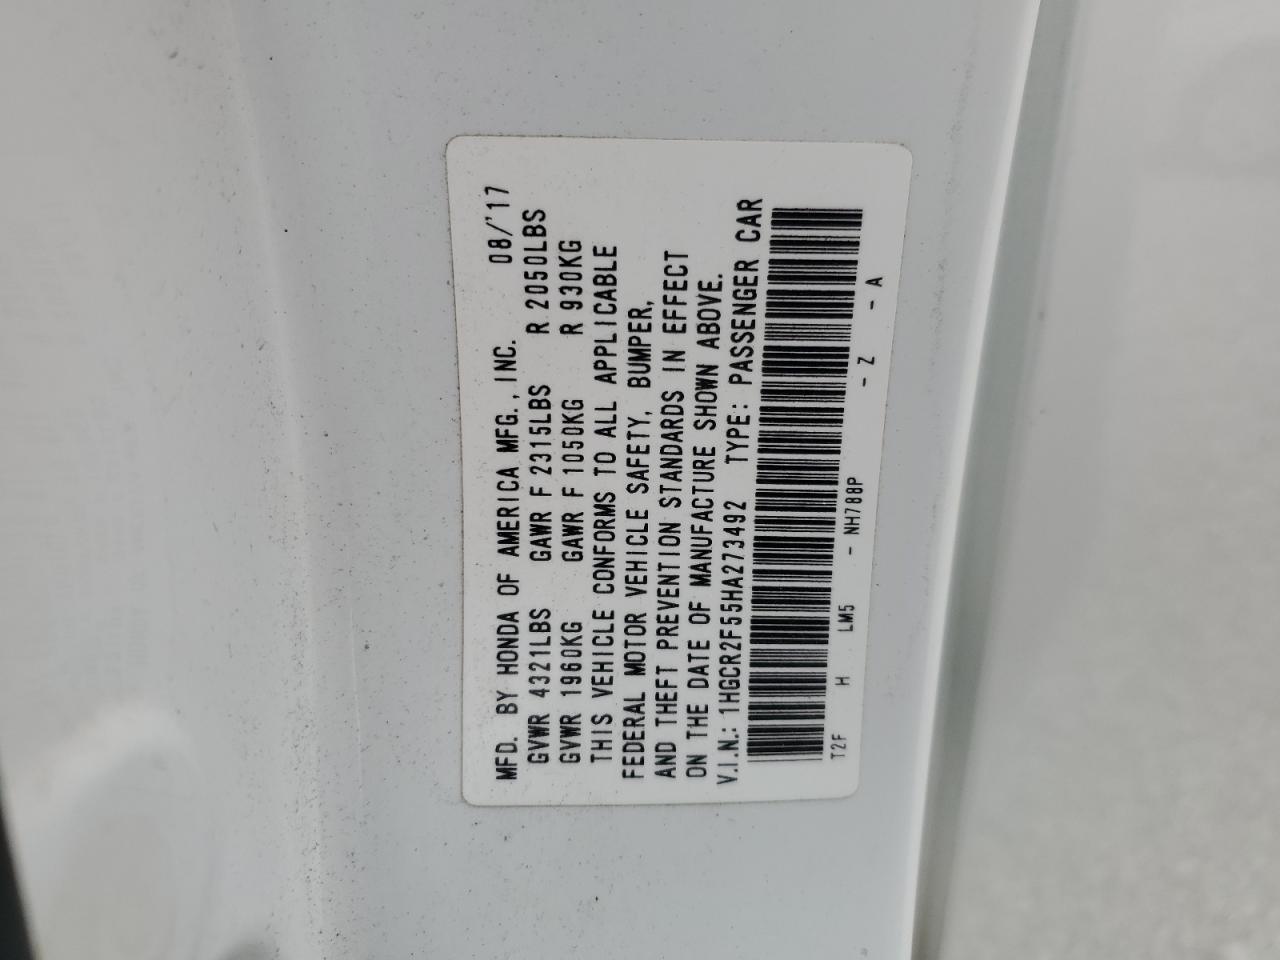 MFD. BY HONDA OF AMERICA MFG., INC. 08/'17
GVWR 4321LBS GAWR F 2315LBS R 2050LBS
GVWR 1960KG GAWR F 1050KG R 930KG
THIS VEHICLE CONFORMS TO ALL APPLICABLE
FEDERAL MOTOR VEHICLE SAFETY, BUMPER,
AND THEFT PREVENTION STANDARDS IN EFFECT
ON THE DATE OF MANUFACTURE SHOWN ABOVE.
V.I.N.: 1HGCR2F55HA273492 TYPE: PASSENGER CAR
T2F H LM5 - NH788P - Z - A